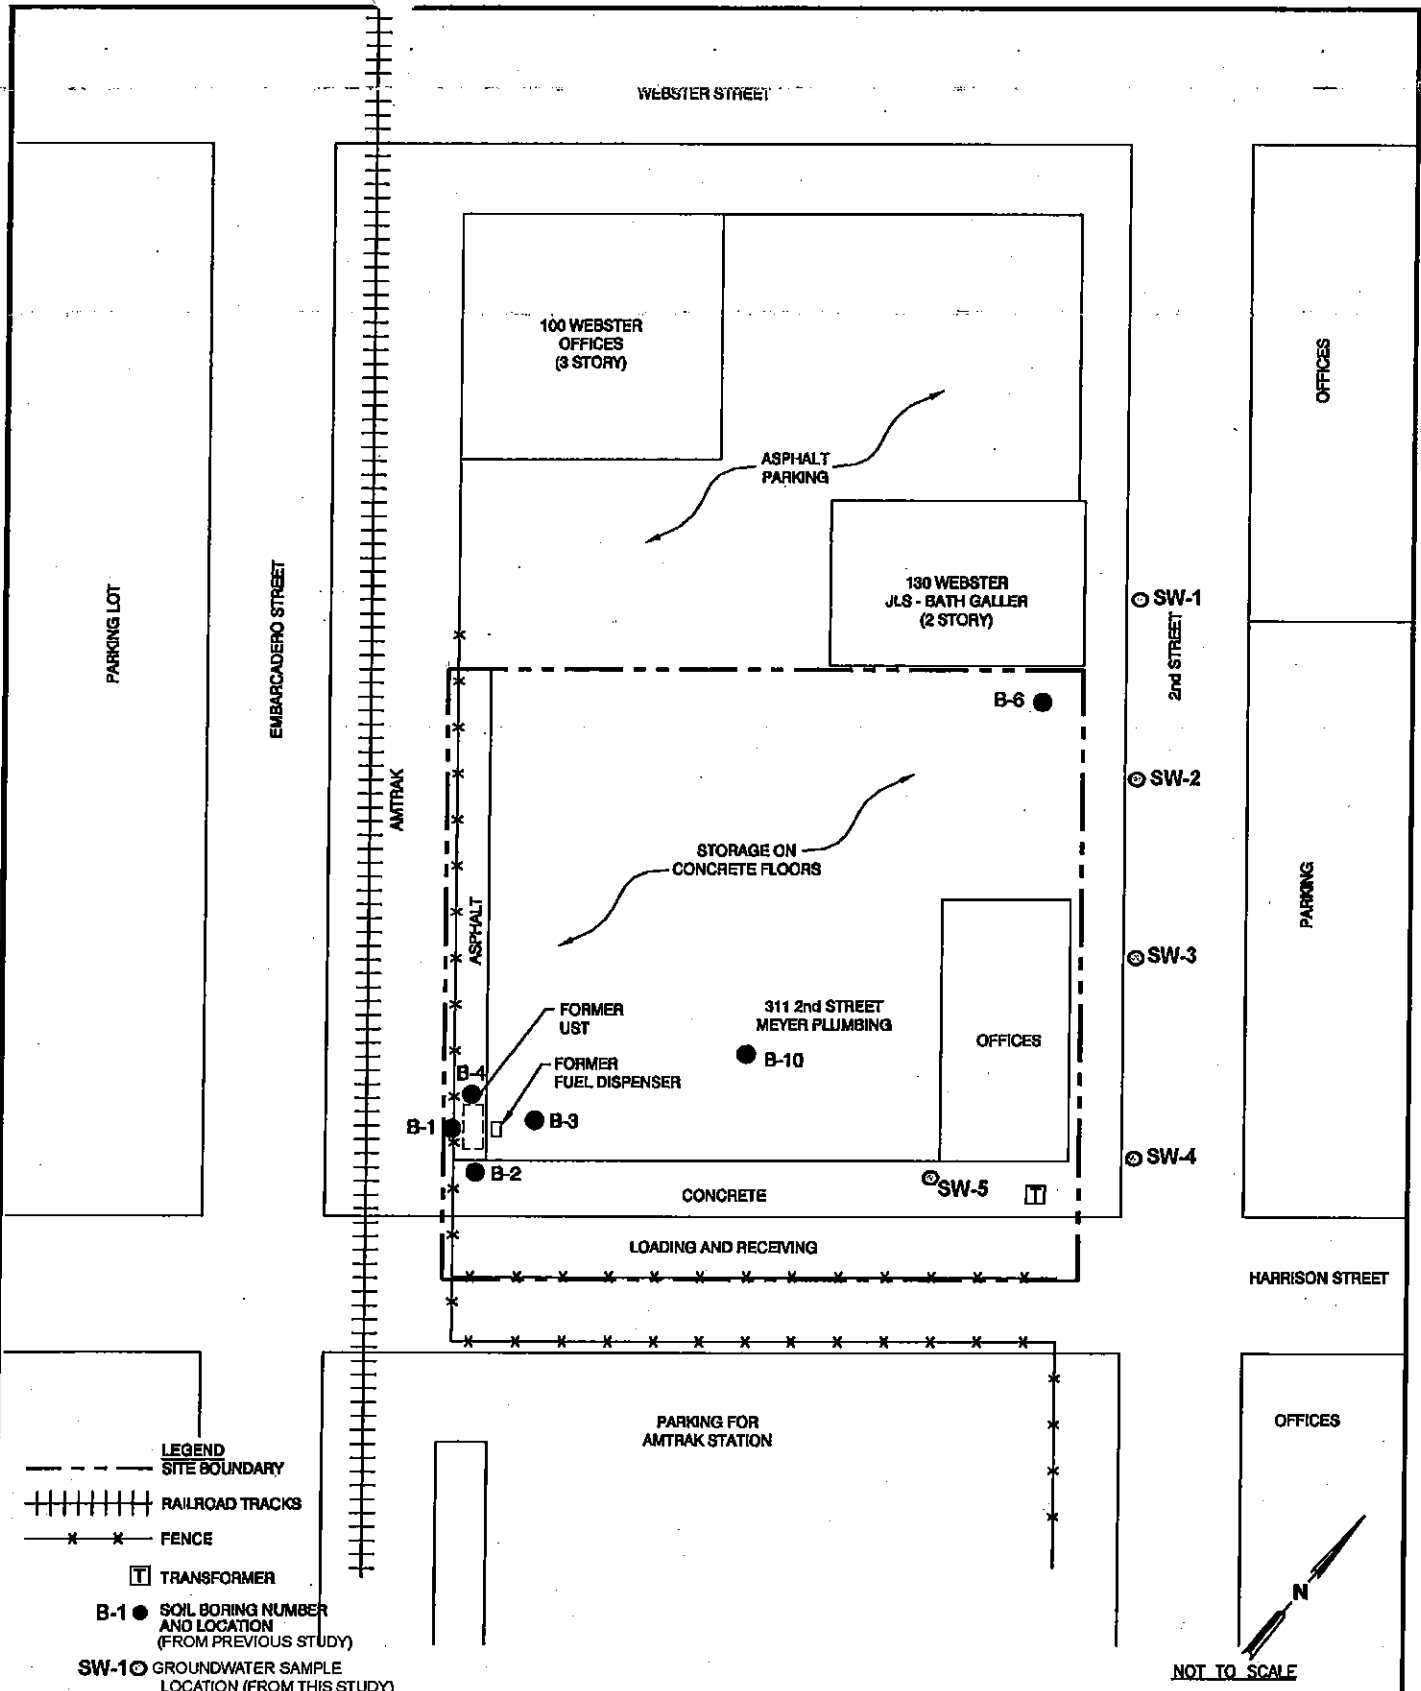 WEBSTER STREET
100 WEBSTER
OFFICES
(3 STORY)
OFFICES
ASPHALT
PARKING
PARKING LOT
EMBARCADERO STREET
130 WEBSTER
JLS - BATH GALLER
(2 STORY)
SW-1
2nd STREET
B-6
SW-2
AMTRAK
STORAGE ON
CONCRETE FLOORS
PARKING
ASPHALT
SW-3
FORMER
UST
311 2nd STREET
MEYER PLUMBING
OFFICES
B-10
FORMER
FUEL DISPENSER
B-4
B-1
B-3
B-2
SW-4
SW-5
T
CONCRETE
LOADING AND RECEIVING
HARRISON STREET
PARKING FOR
AMTRAK STATION
OFFICES
LEGEND
SITE BOUNDARY
RAILROAD TRACKS
FENCE
T TRANSFORMER
B-1 SOIL BORING NUMBER
AND LOCATION
(FROM PREVIOUS STUDY)
SW-1 GROUNDWATER SAMPLE
LOCATION (FROM THIS STUDY)
N
NOT TO SCALE